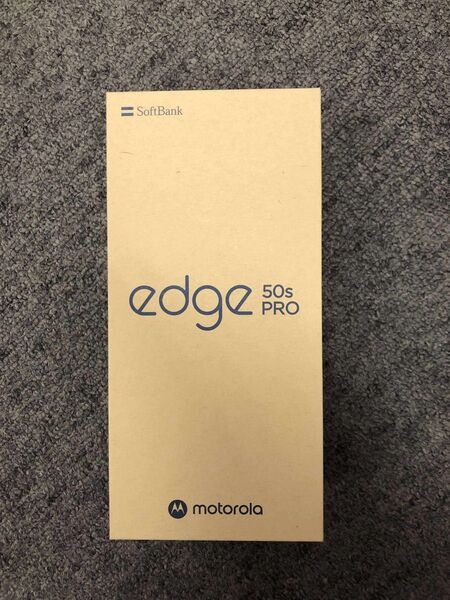 SoftBank
edge 50s
PRO
motorola